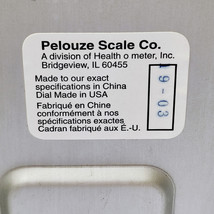 Pelouze Scale Co.
A division of Health o meter, Inc.
Bridgeview, IL 60455
Made to our exact
specifications in China
Dial Made in USA
Fabriqué en Chine
conformément à nos
spécifications exactes
Cadran fabriqué aux É.-U.
19-03